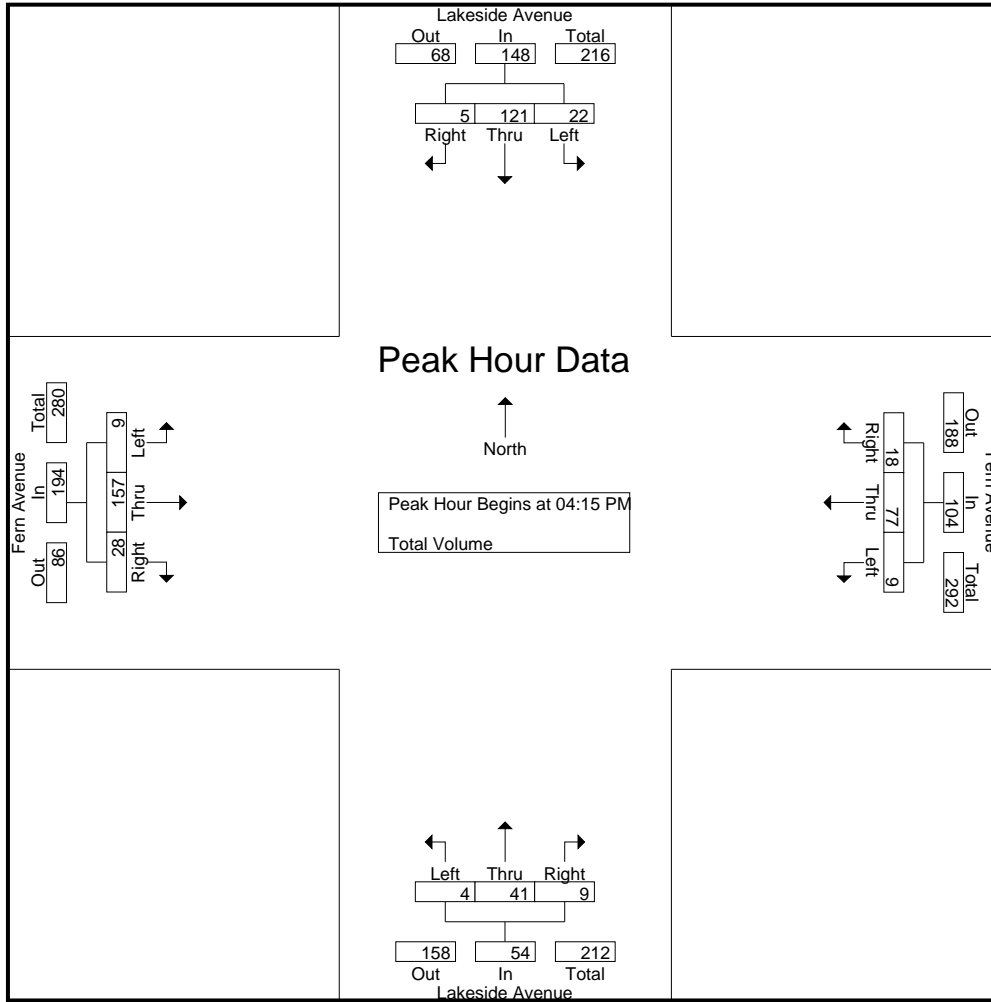 Lakeside Avenue
Out In Total
68 148 216
5 121 22
Right Thru Left
Peak Hour Data
North
Peak Hour Begins at 04:15 PM
Total Volume
Fern Avenue
Out In Total
86 194 280
Right Thru Left
28 157 9
Fern Avenue
Out In Total
188 104 292
18 77 9
Right Thru Left
Left Thru Right
4 41 9
158 54 212
Out In Total
Lakeside Avenue